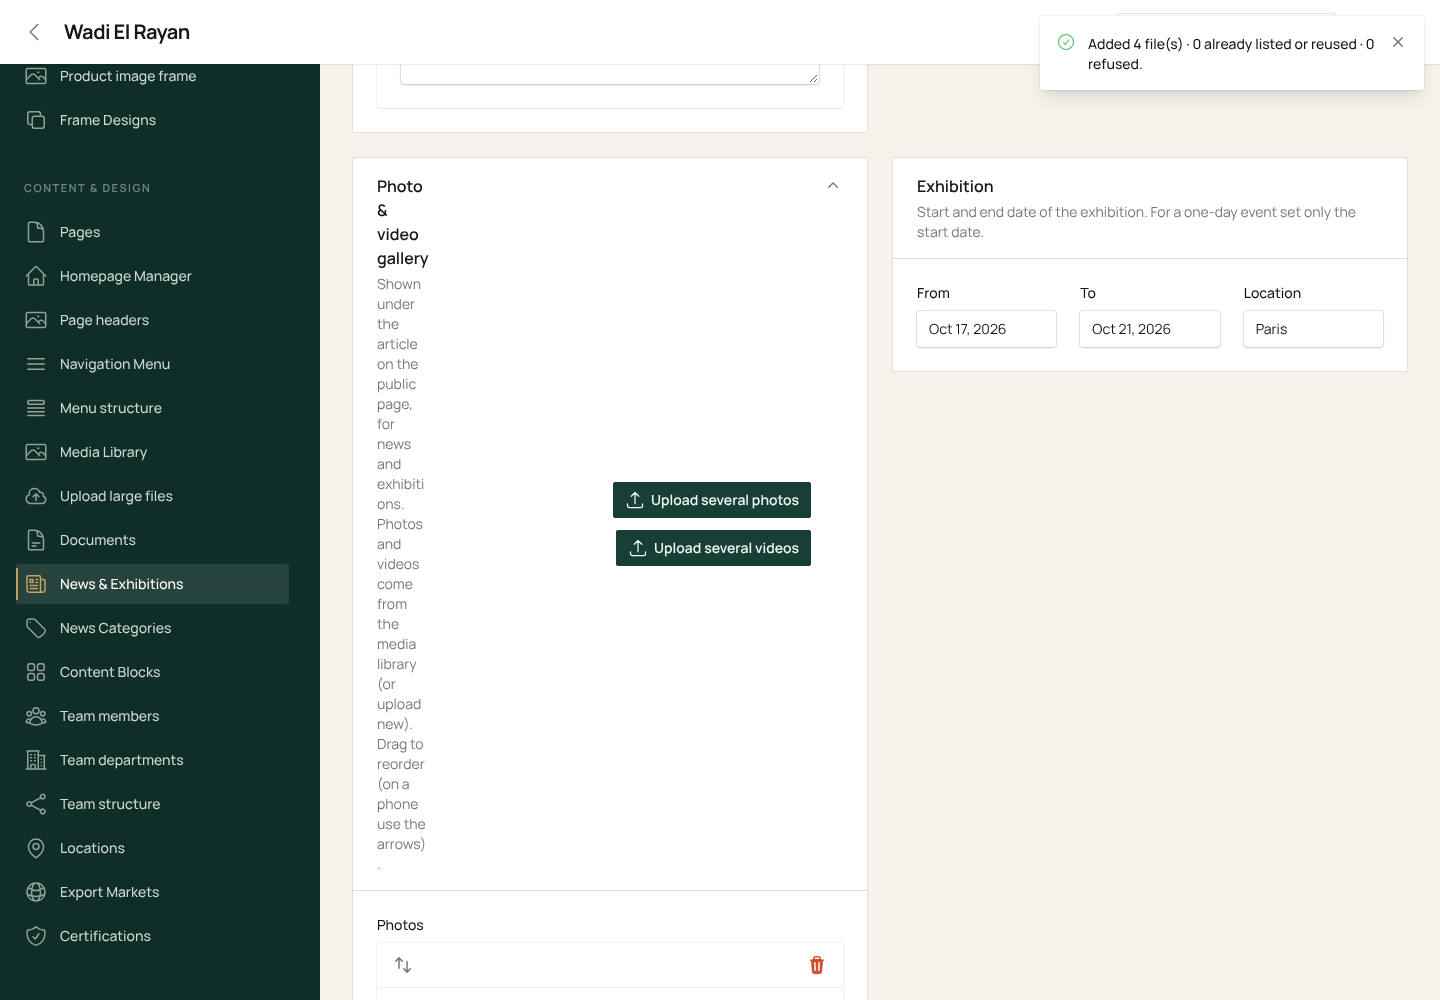 Wadi El Rayan
Added 4 file(s) · 0 already listed or reused · 0
refused.
Product image frame
Frame Designs
CONTENT & DESIGN
Pages
Homepage Manager
Page headers
Navigation Menu
Menu structure
Media Library
Upload large files
Documents
News & Exhibitions
News Categories
Content Blocks
Team members
Team departments
Team structure
Locations
Export Markets
Certifications
Photo
&
video
gallery
Shown
under
the
article
on the
public
page,
for
news
and
exhibiti
ons.
Photos
and
videos
come
from
the
media
library
(or
upload
new).
Drag to
reorder
(on a
phone
use the
arrows)
.
Upload several photos
Upload several videos
Photos
Exhibition
Start and end date of the exhibition. For a one-day event set only the
start date.
From
To
Location
Oct 17, 2026
Oct 21, 2026
Paris